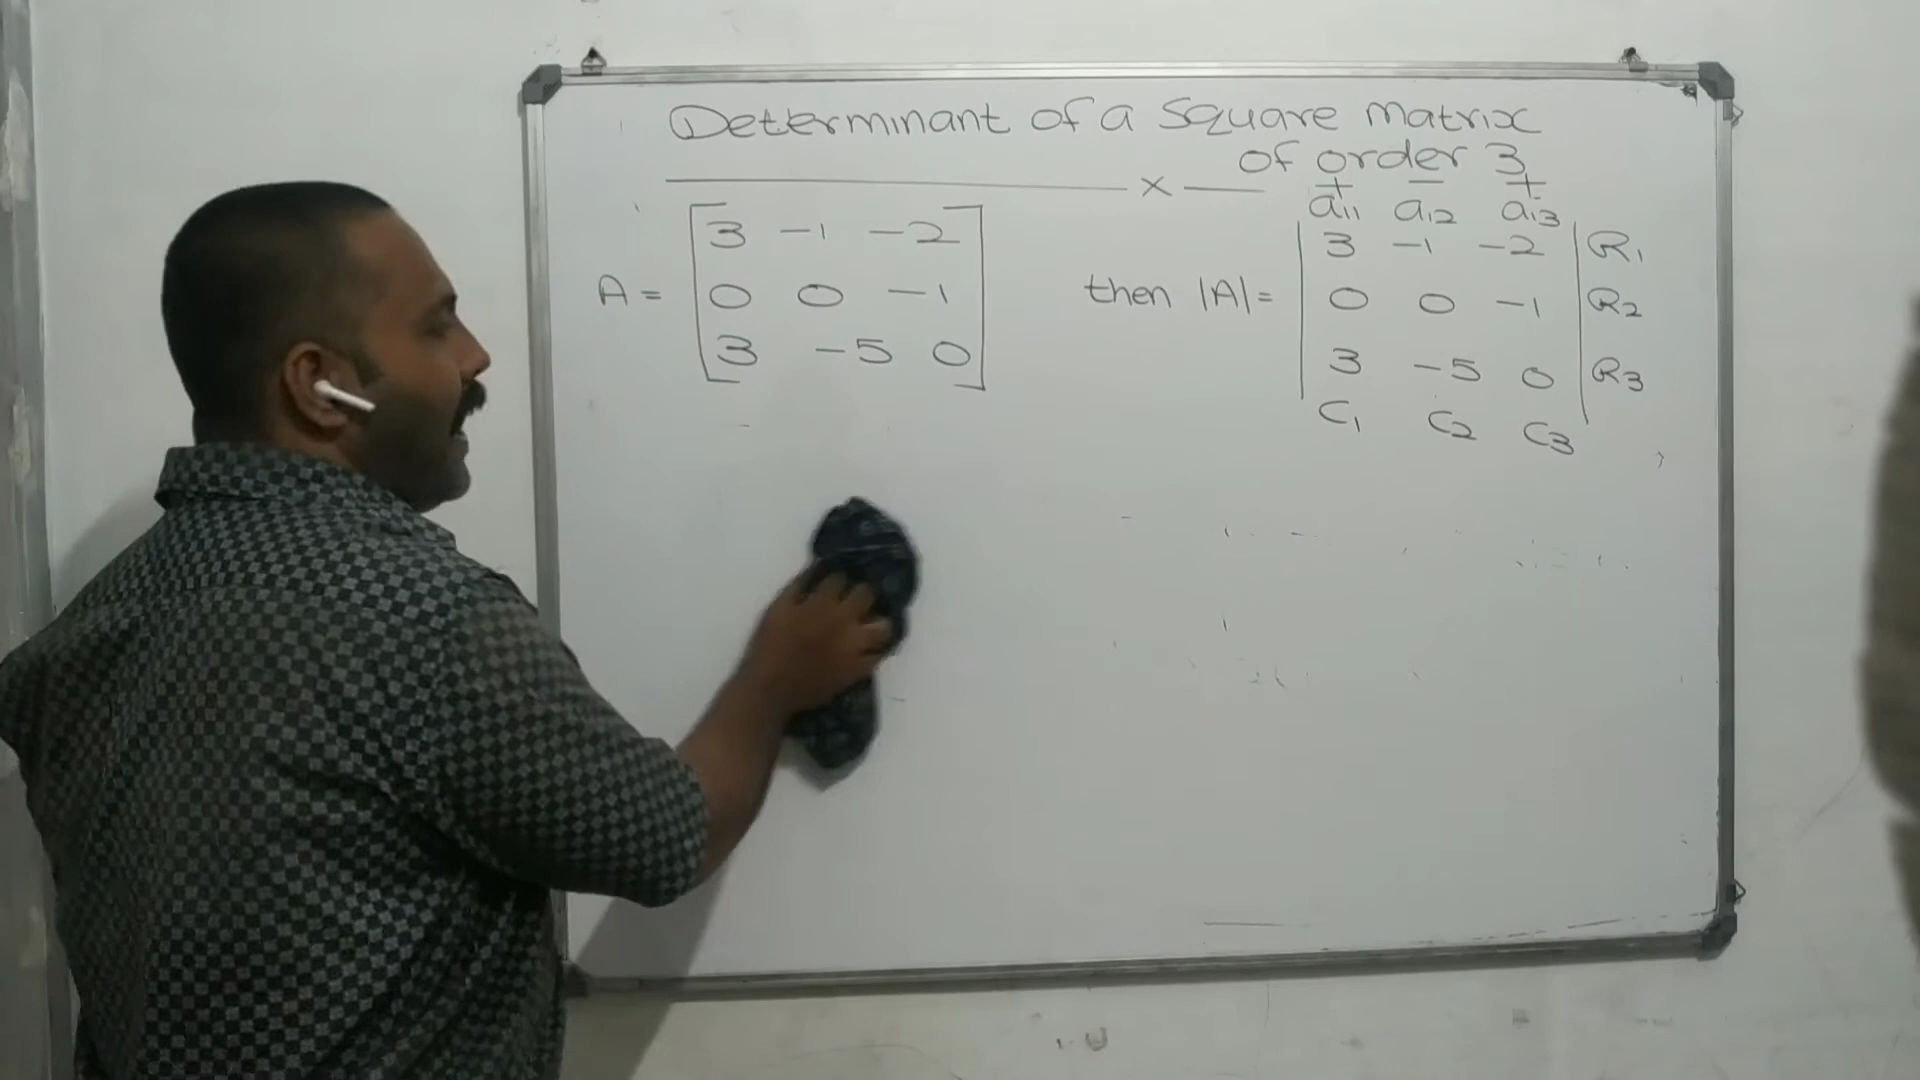 Determinant of a square matrix
of order 3
x
+ − +
a11 a12 a13
A = [3 −1 −2
0 0 −1
3 −5 0]
then |A| = |3 −1 −2| R1
|0 0 −1| R2
|3 −5 0| R3
C1 C2 C3